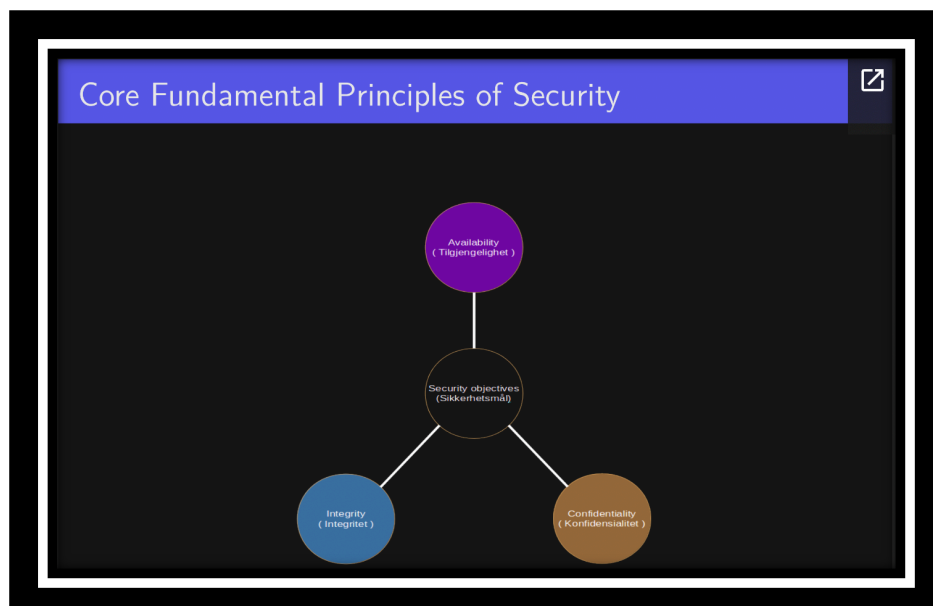 Core Fundamental Principles of Security
Availability
( Tilgjengelighet )
Security objectives
(Sikkerhetsmål)
Integrity
( Integritet )
Confidentiality
( Konfidensialitet )